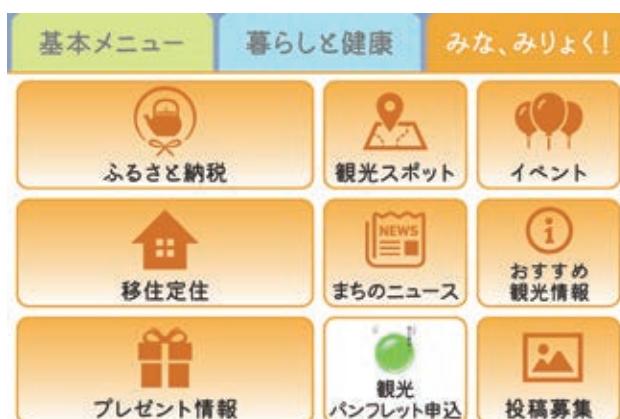 基本メニュー
暮らしと健康
みな、みりょく!
ふるさと納税
観光スポット
イベント
移住定住
NEWS
まちのニュース
おすすめ
観光情報
プレゼント情報
観光
パンフレット申込
投稿募集